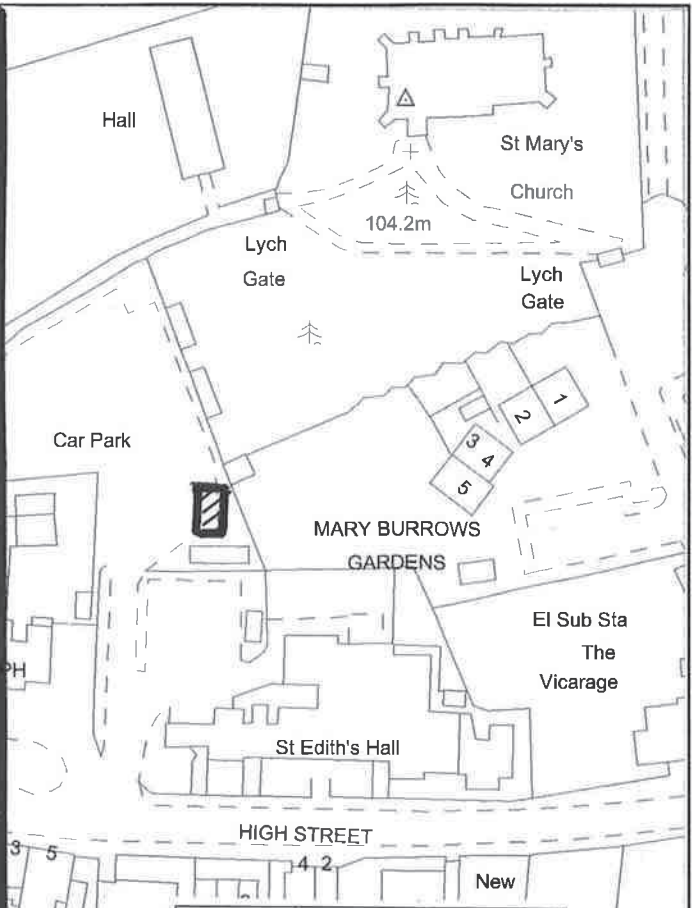 Hall
St Mary's
Church
104.2m
Lych
Gate
Lych
Gate
1
2
3
4
5
Car Park
MARY BURROWS
GARDENS
El Sub Sta
The
Vicarage
PH
St Edith's Hall
HIGH STREET
3 5
4 2
New